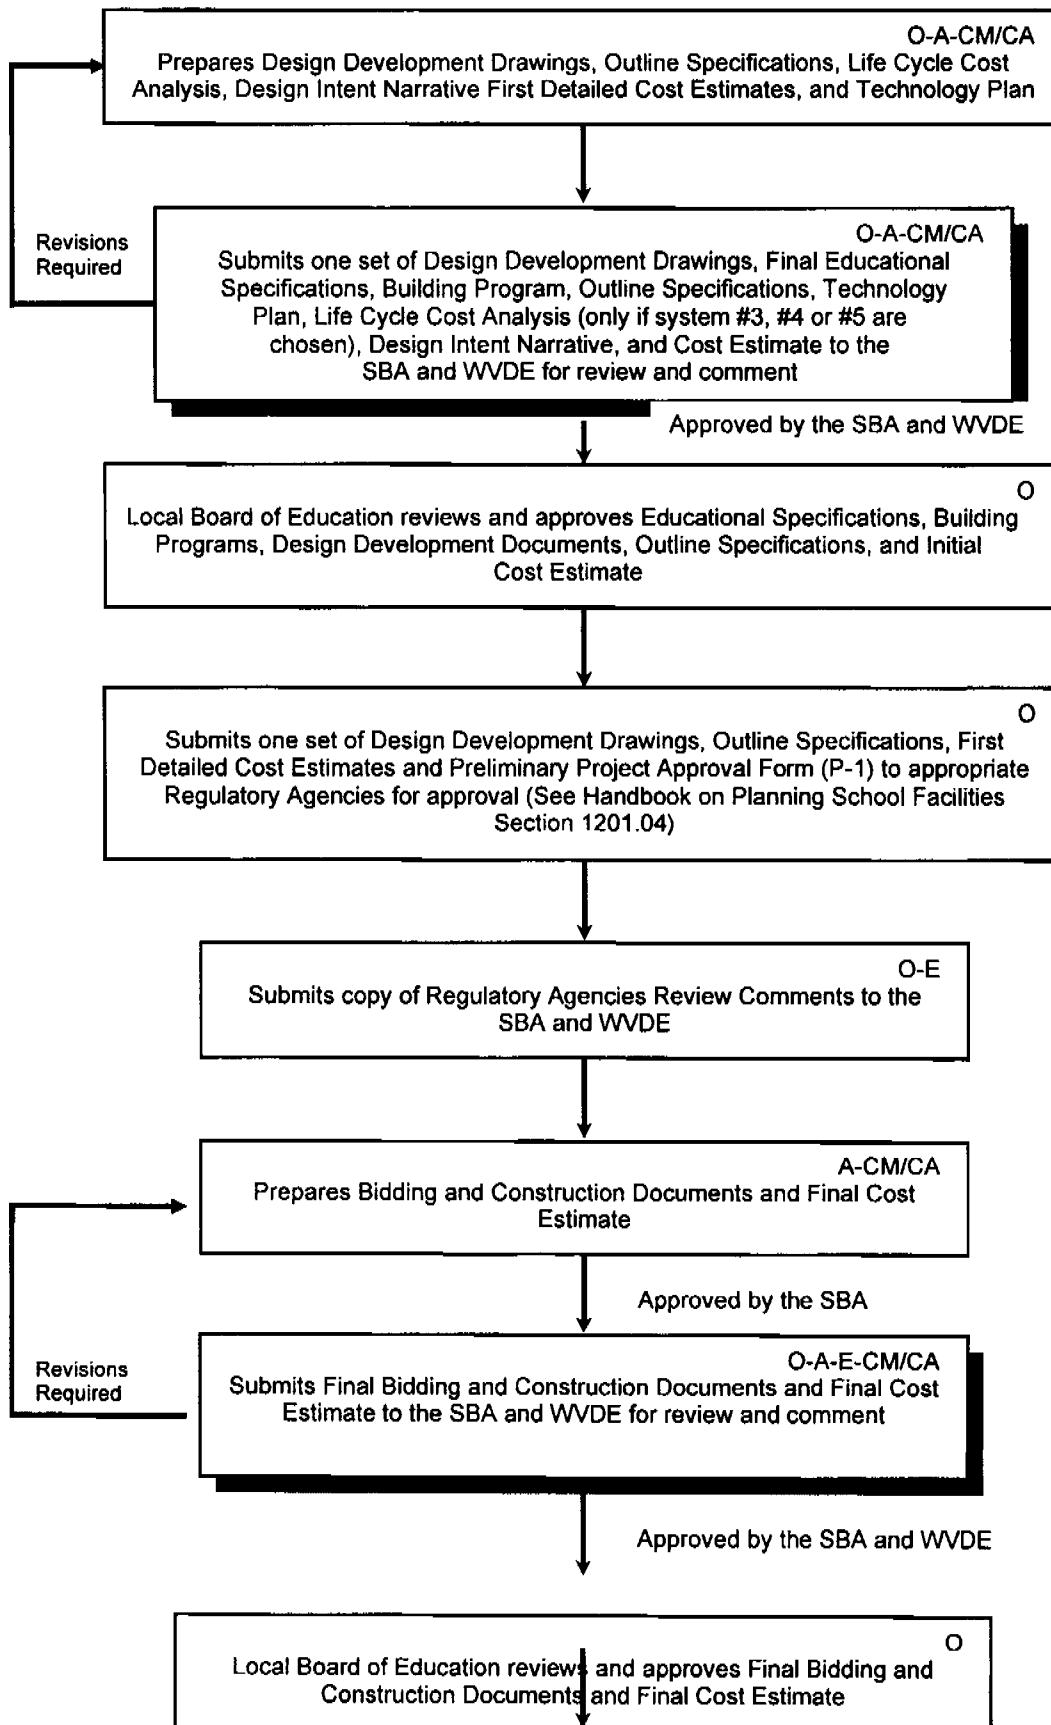 O-A-CM/CA
Prepares Design Development Drawings, Outline Specifications, Life Cycle Cost
Analysis, Design Intent Narrative First Detailed Cost Estimates, and Technology Plan
Revisions
Required
O-A-CM/CA
Submits one set of Design Development Drawings, Final Educational
Specifications, Building Program, Outline Specifications, Technology
Plan, Life Cycle Cost Analysis (only if system #3, #4 or #5 are
chosen), Design Intent Narrative, and Cost Estimate to the
SBA and WVDE for review and comment
Approved by the SBA and WVDE
O
Local Board of Education reviews and approves Educational Specifications, Building
Programs, Design Development Documents, Outline Specifications, and Initial
Cost Estimate
O
Submits one set of Design Development Drawings, Outline Specifications, First
Detailed Cost Estimates and Preliminary Project Approval Form (P-1) to appropriate
Regulatory Agencies for approval (See Handbook on Planning School Facilities
Section 1201.04)
O-E
Submits copy of Regulatory Agencies Review Comments to the
SBA and WVDE
A-CM/CA
Prepares Bidding and Construction Documents and Final Cost
Estimate
Approved by the SBA
Revisions
Required
O-A-E-CM/CA
Submits Final Bidding and Construction Documents and Final Cost
Estimate to the SBA and WVDE for review and comment
Approved by the SBA and WVDE
O
Local Board of Education reviews and approves Final Bidding and
Construction Documents and Final Cost Estimate